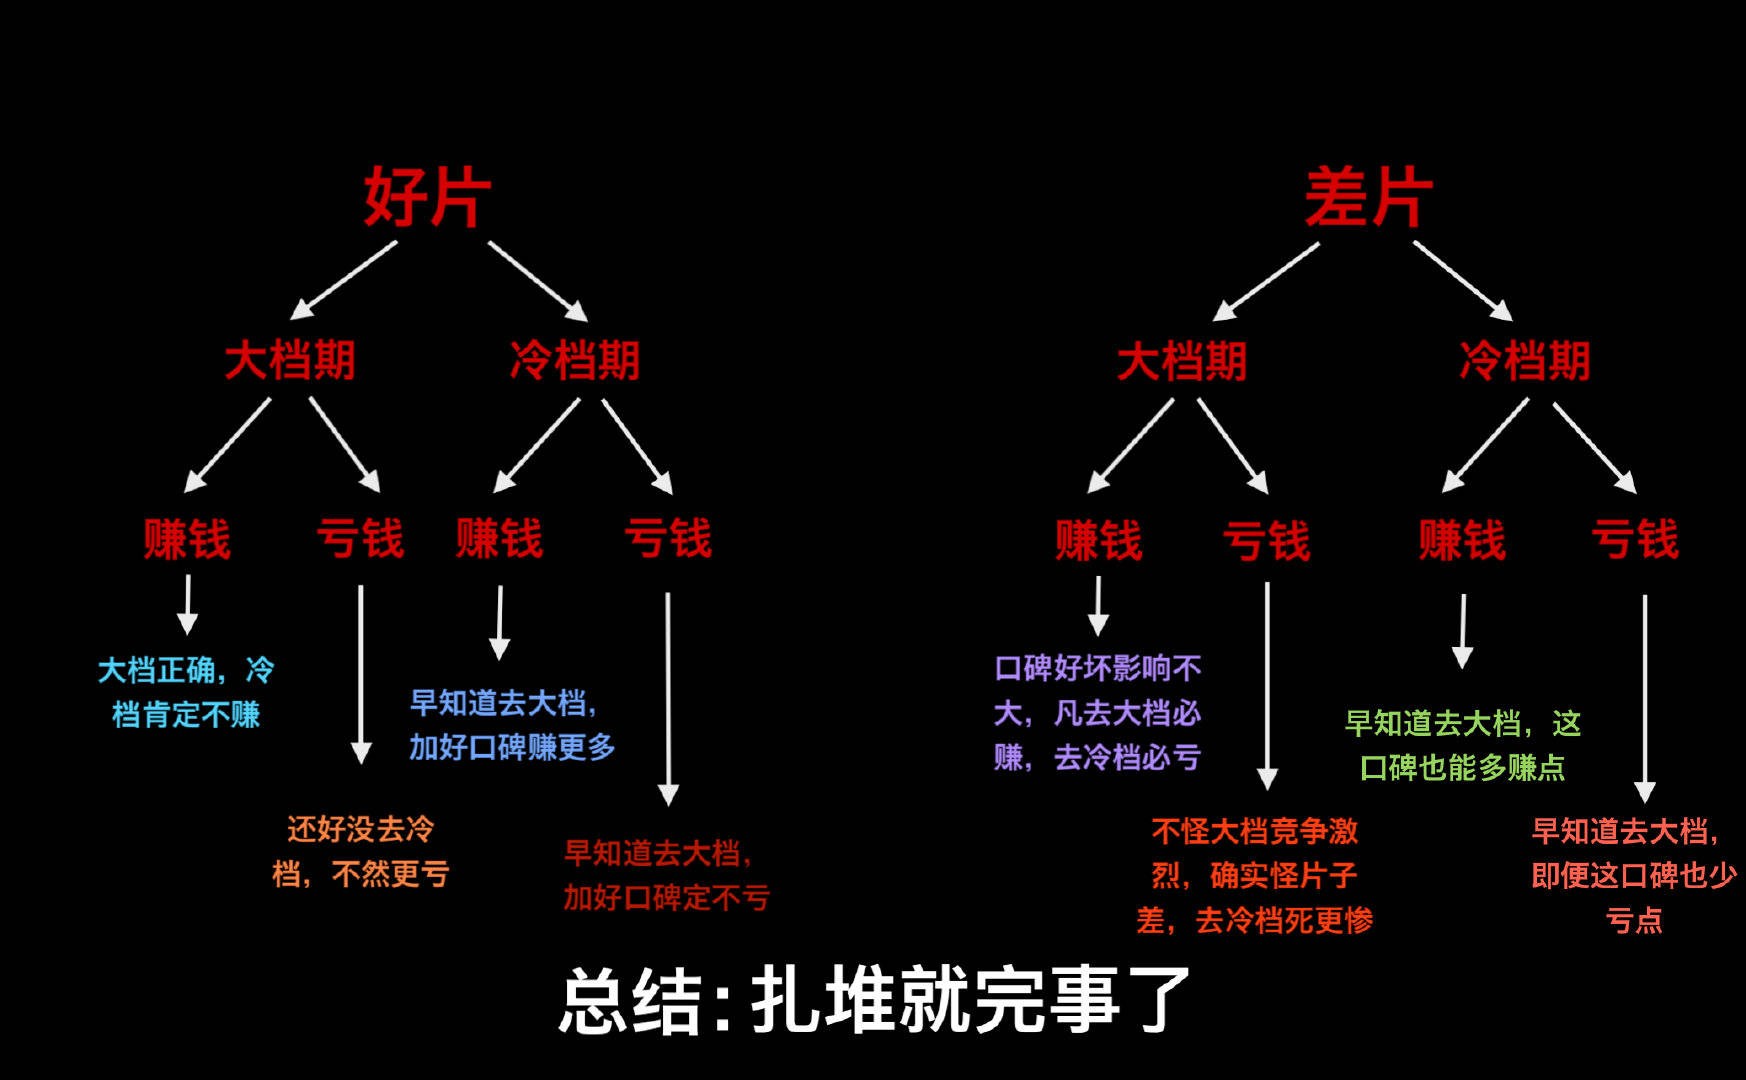 好片
差片
大档期
冷档期
大档期
冷档期
赚钱
亏钱
赚钱
亏钱
赚钱
亏钱
赚钱
亏钱
大档正确，冷
档肯定不赚
还好没去冷
档，不然更亏
早知道去大档，
加好口碑赚更多
早知道去大档，
加好口碑定不亏
口碑好坏影响不
大，凡去大档必
赚，去冷档必亏
不怪大档竞争激
烈，确实怪片子
差，去冷档死更惨
早知道去大档，这
口碑也能多赚点
早知道去大档，
即便这口碑也少
亏点
总结：扎堆就完事了